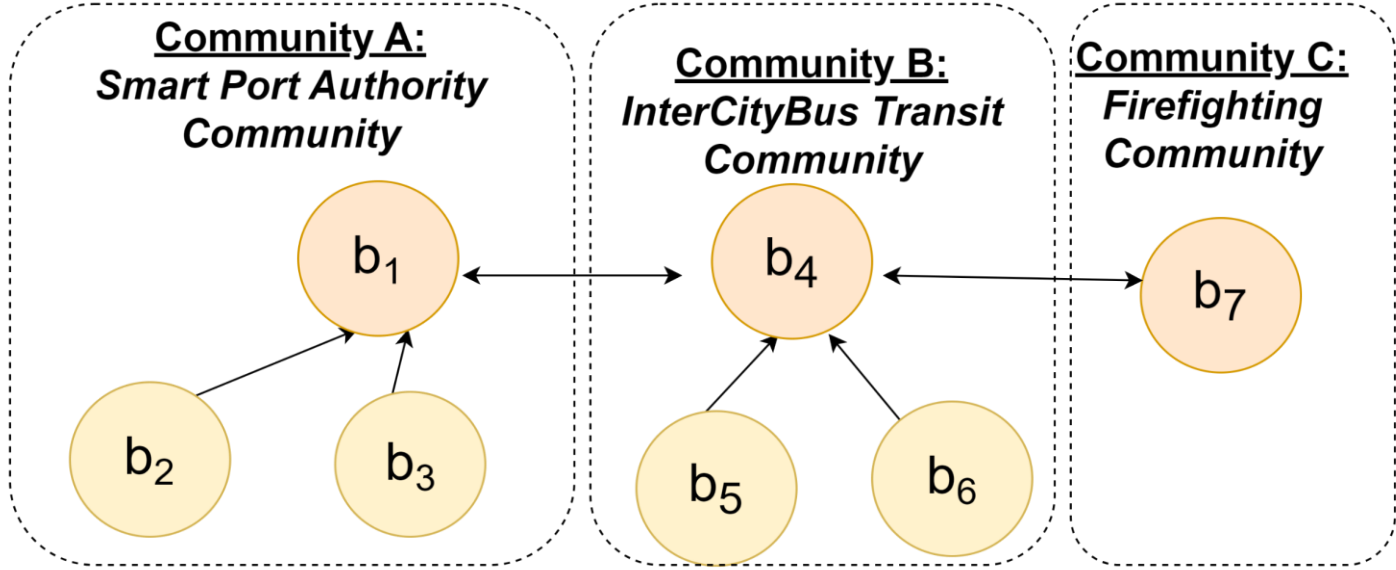 Community A:
Smart Port Authority
Community
Community B:
InterCityBus Transit
Community
Community C:
Firefighting
Community
b₁
b₄
b₇
b₂
b₃
b₅
b₆